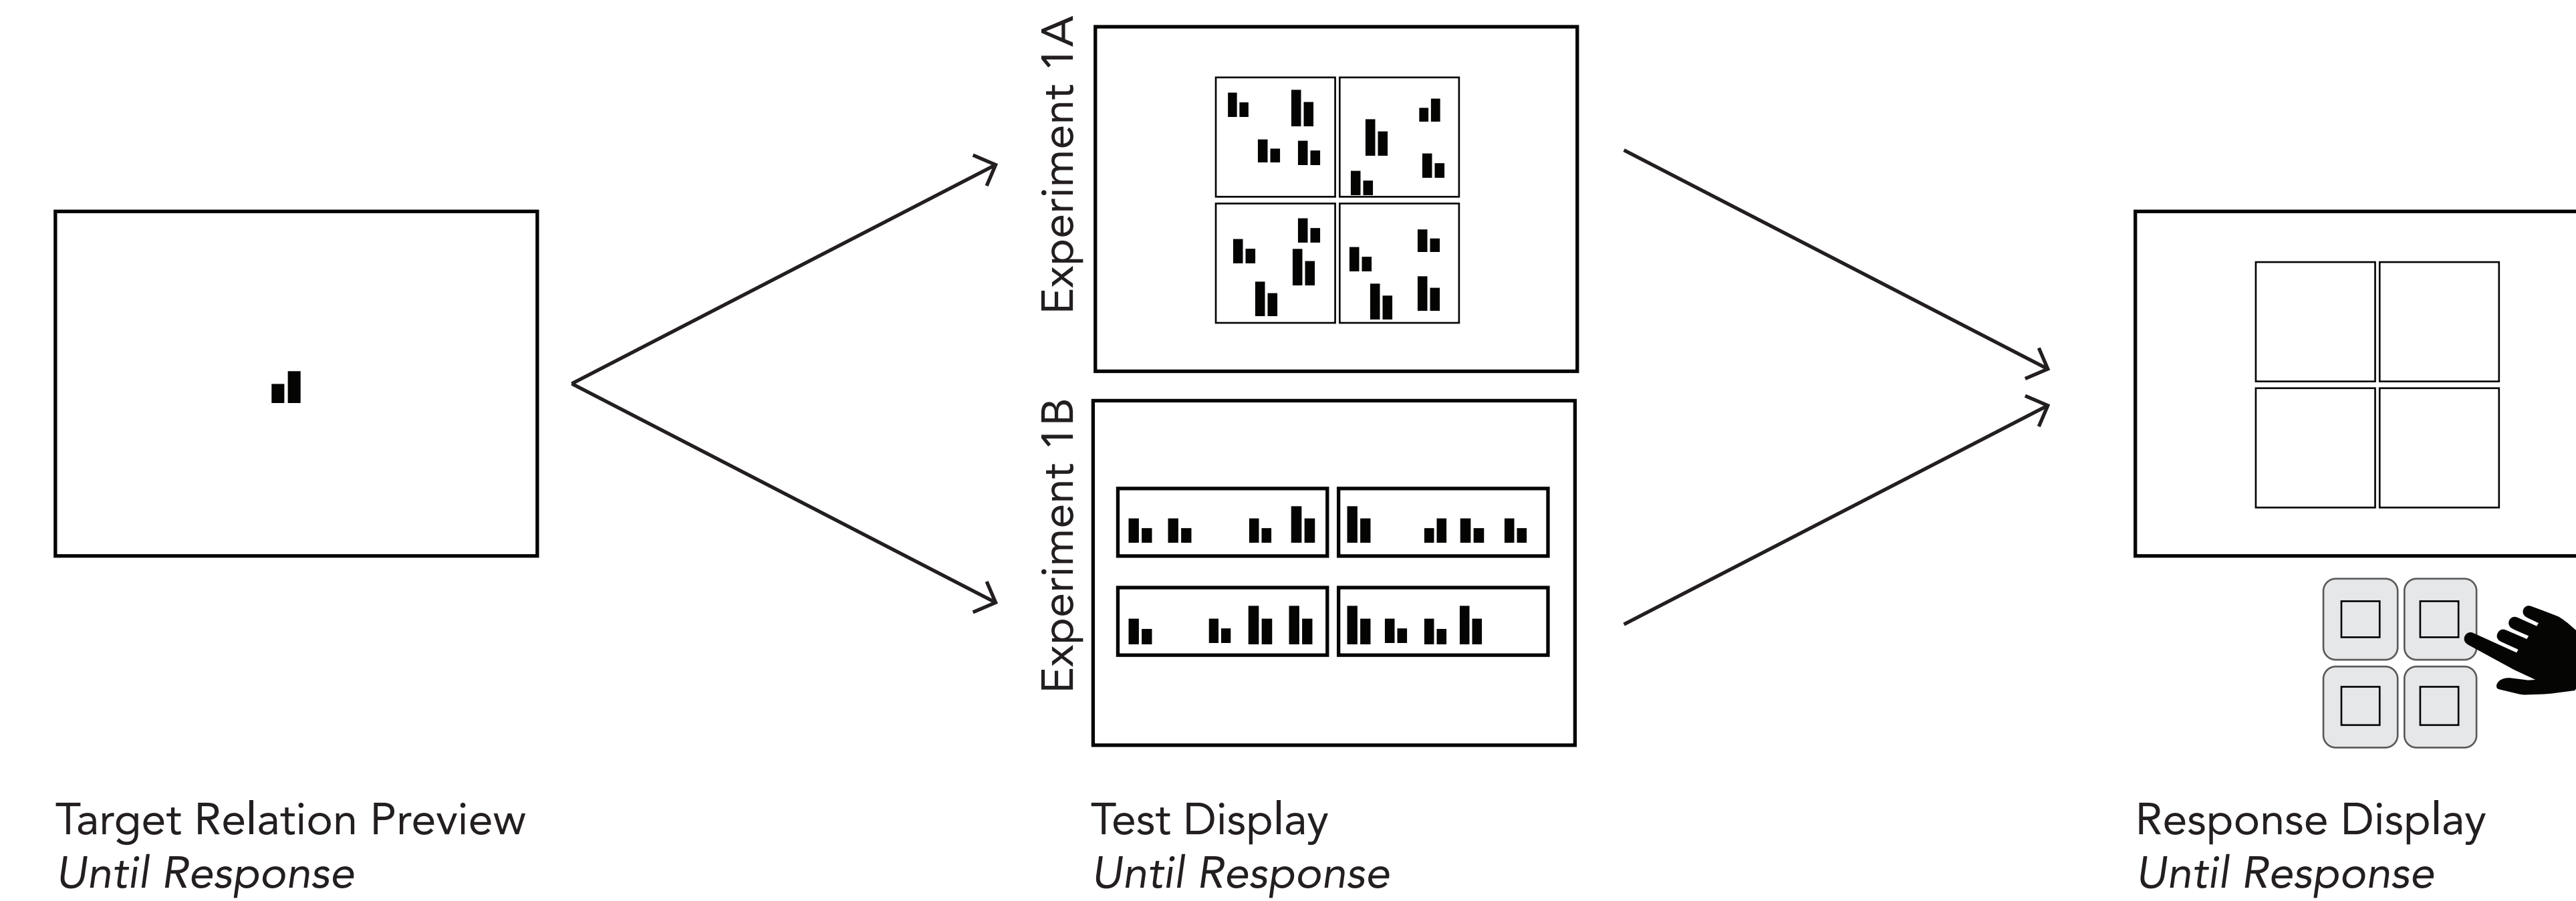 Experiment 1A
Experiment 1B
Target Relation Preview
Until Response
Test Display
Until Response
Response Display
Until Response